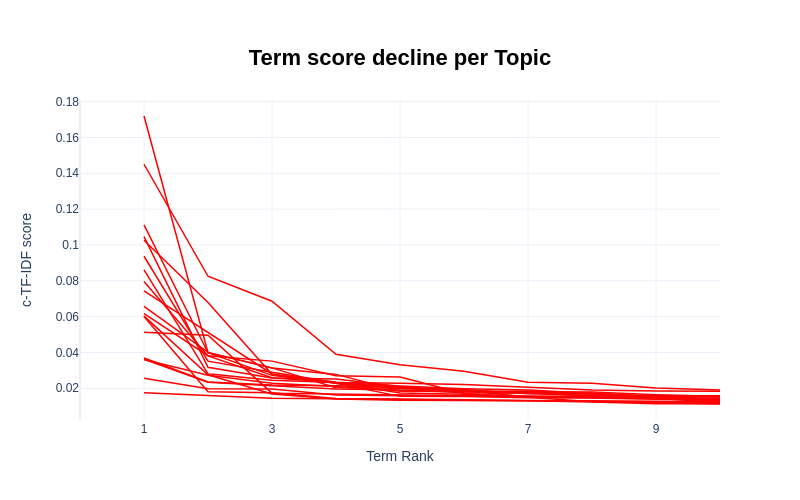 Term score decline per Topic
c-TF-IDF score
0.18
0.16
0.14
0.12
0.1
0.08
0.06
0.04
0.02
1 3 5 7 9
Term Rank